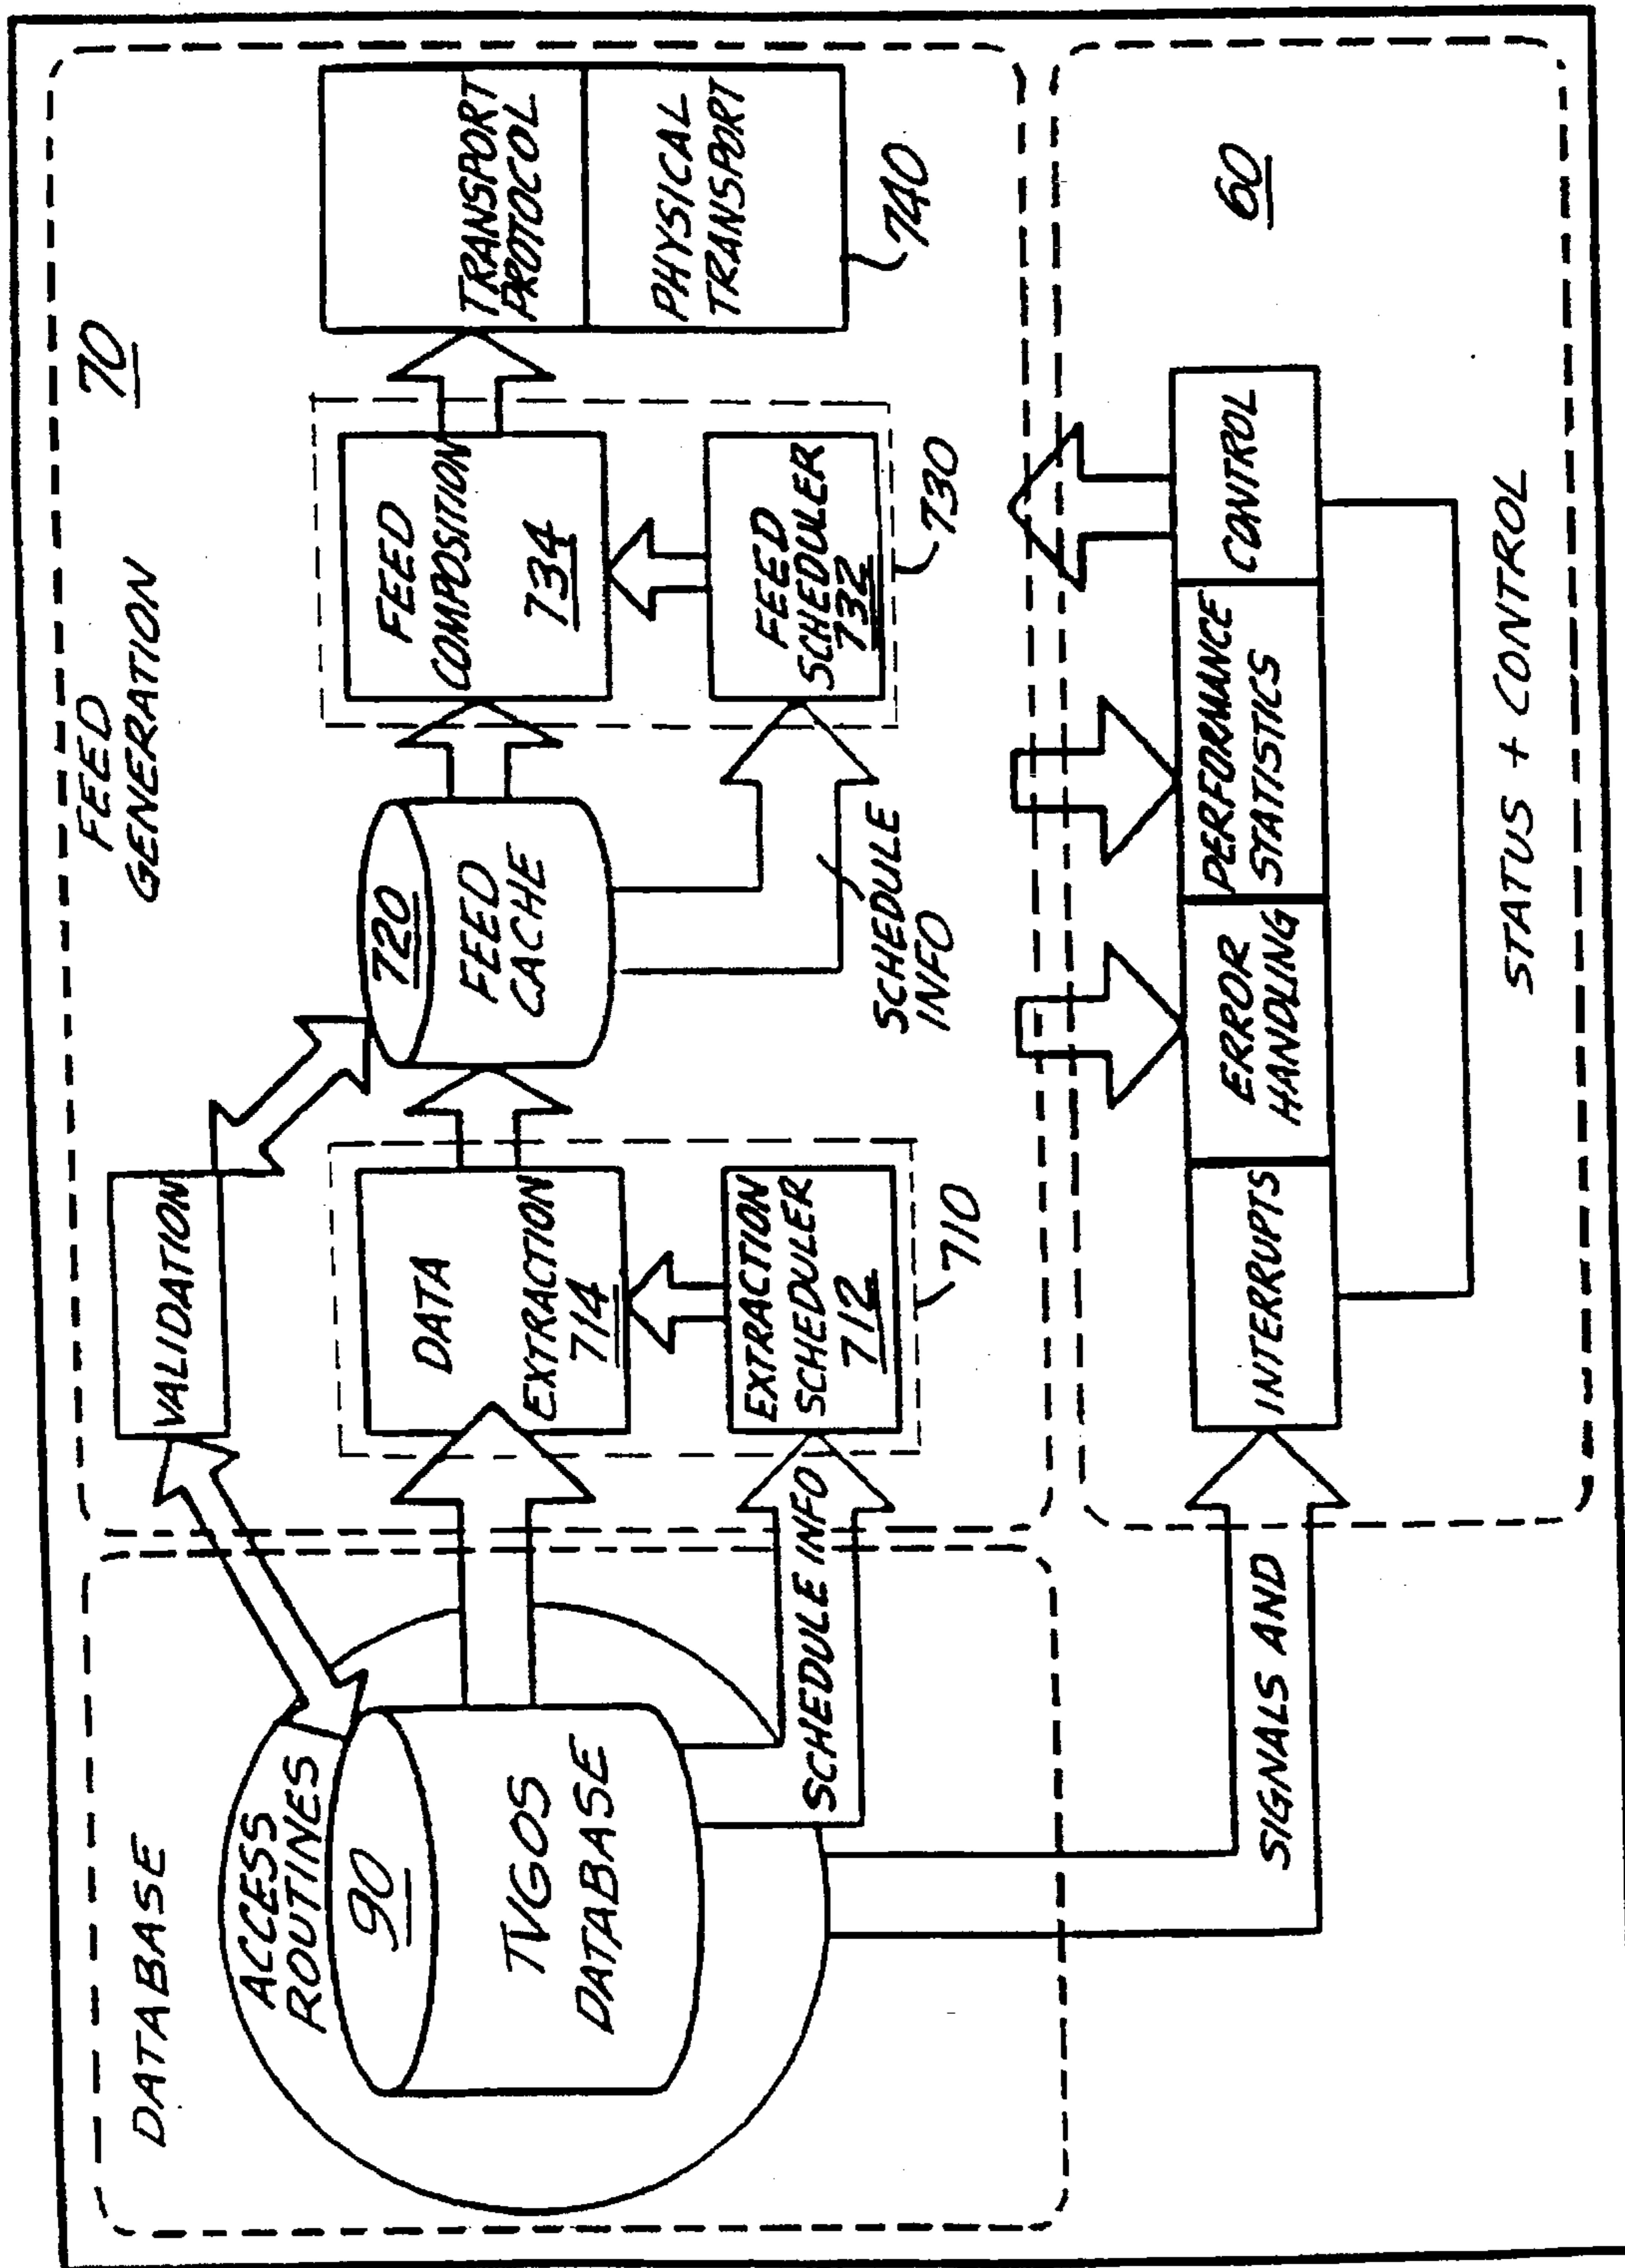 DATABASE
ACCESS
ROUTINES
90
TVGOS
DATABASE
SCHEDULE INFO
SIGNALS AND
FEED
GENERATION
70
VALIDATION
DATA
EXTRACTION
714
EXTRACTION
SCHEDULER
712
710
720
FEED
CACHE
SCHEDULE
INFO
FEED
COMPOSITION
734
FEED
SCHEDULER
732
730
TRANSPORT
PROTOCOL
PHYSICAL
TRANSPORT
740
60
INTERRUPTS
ERROR
HANDLING
PERFORMANCE
STATISTICS
CONTROL
STATUS + CONTROL